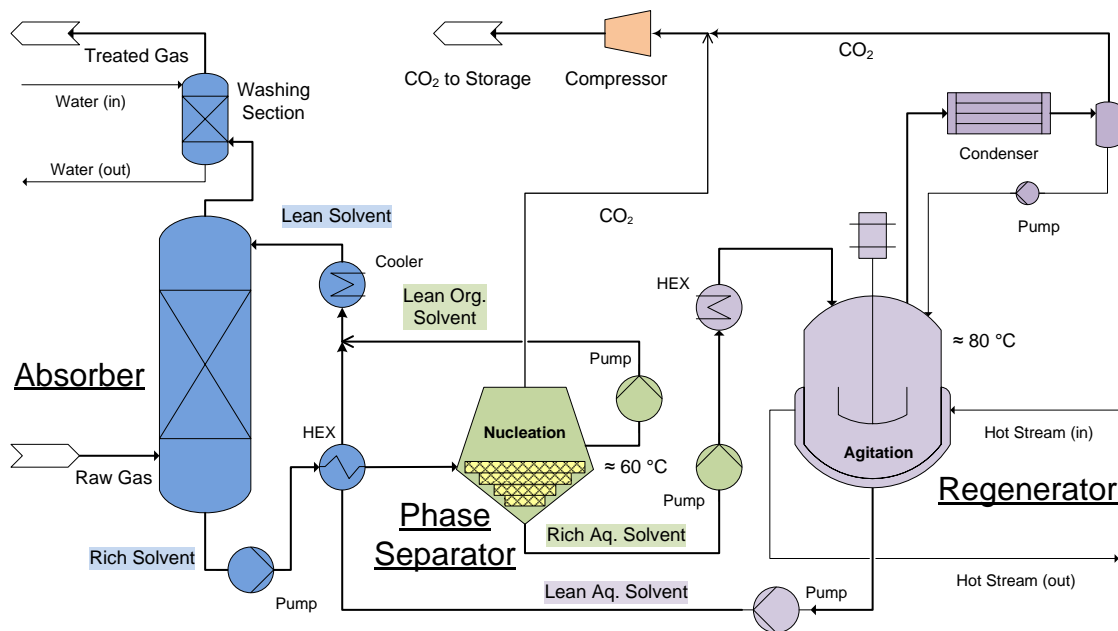 Treated Gas
Water (in)
Washing
Section
Water (out)
CO2 to Storage
Compressor
CO2
Condenser
Pump
Lean Solvent
CO2
Cooler
HEX
Lean Org.
Solvent
Absorber
Pump
≈ 80 °C
HEX
Nucleation
Hot Stream (in)
Raw Gas
≈ 60 °C
Agitation
Phase
Separator
Pump
Regenerator
Rich Solvent
Rich Aq. Solvent
Pump
Lean Aq. Solvent
Pump
Hot Stream (out)